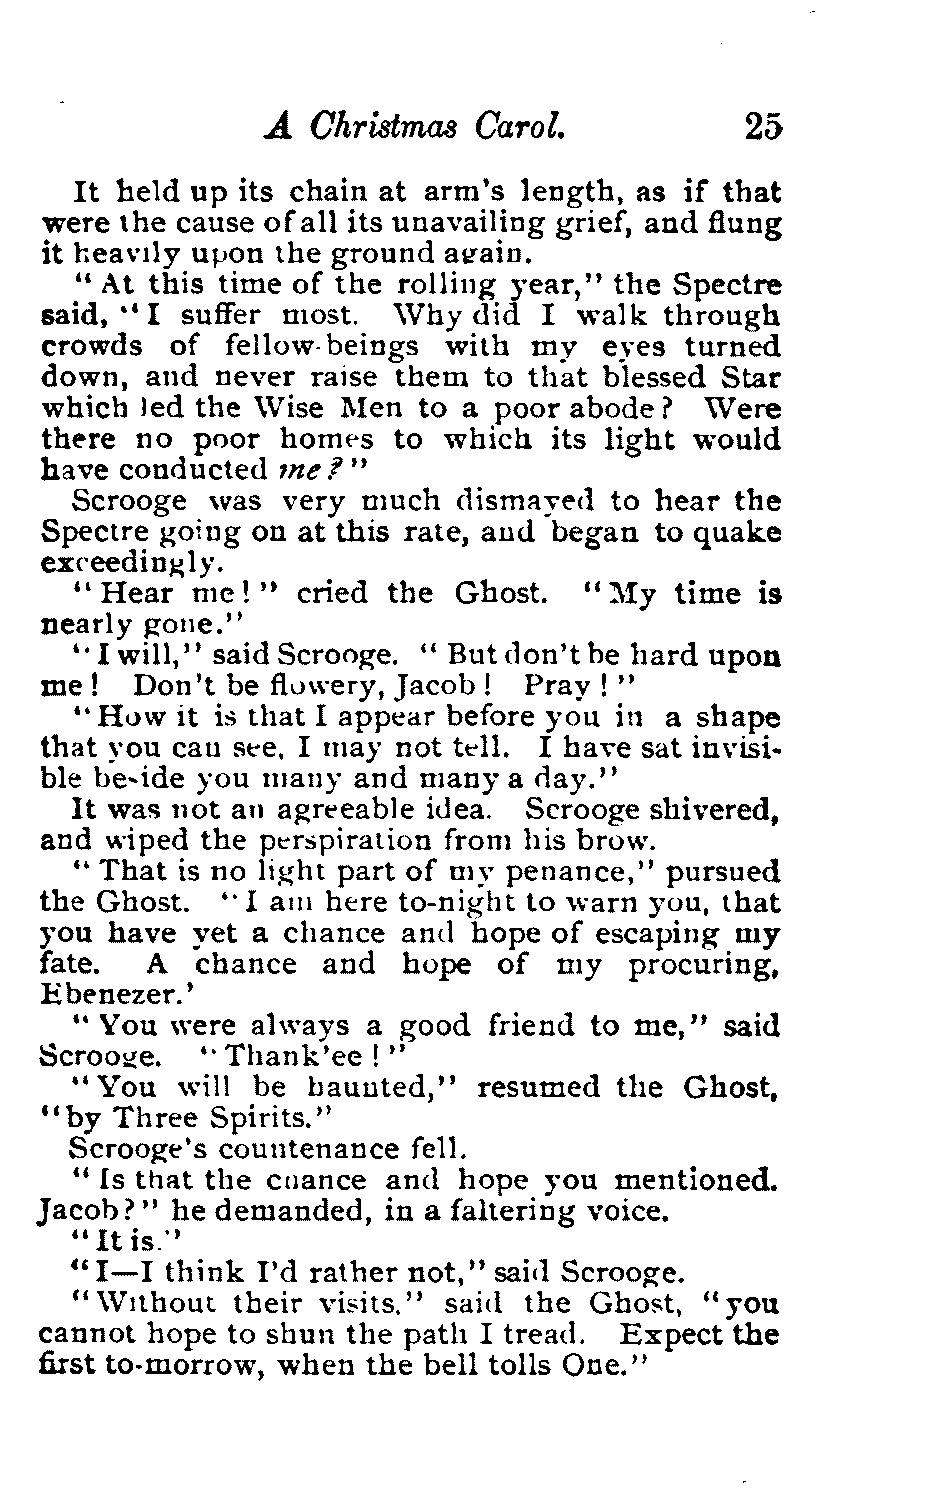 A Christmas Carol. 25
It held up its chain at arm's length, as if that
were the cause of all its unavailing grief, and flung
it heavily upon the ground again.
"At this time of the rolling year," the Spectre
said, "I suffer most. Why did I walk through
crowds of fellow-beings with my eyes turned
down, and never raise them to that blessed Star
which led the Wise Men to a poor abode? Were
there no poor homes to which its light would
have conducted me?"
Scrooge was very much dismayed to hear the
Spectre going on at this rate, and began to quake
exceedingly.
"Hear me!" cried the Ghost. "My time is
nearly gone."
"I will," said Scrooge. "But don't be hard upon
me! Don't be flowery, Jacob! Pray!"
"How it is that I appear before you in a shape
that you can see, I may not tell. I have sat invisi-
ble beside you many and many a day."
It was not an agreeable idea. Scrooge shivered,
and wiped the perspiration from his brow.
"That is no light part of my penance," pursued
the Ghost. "I am here to-night to warn you, that
you have yet a chance and hope of escaping my
fate. A chance and hope of my procuring,
Ebenezer.'
"You were always a good friend to me," said
Scrooge. "Thank'ee!"
"You will be haunted," resumed the Ghost,
"by Three Spirits."
Scrooge's countenance fell.
"Is that the chance and hope you mentioned.
Jacob?" he demanded, in a faltering voice.
"It is."
"I—I think I'd rather not," said Scrooge.
"Without their visits," said the Ghost, "you
cannot hope to shun the path I tread. Expect the
first to-morrow, when the bell tolls One."